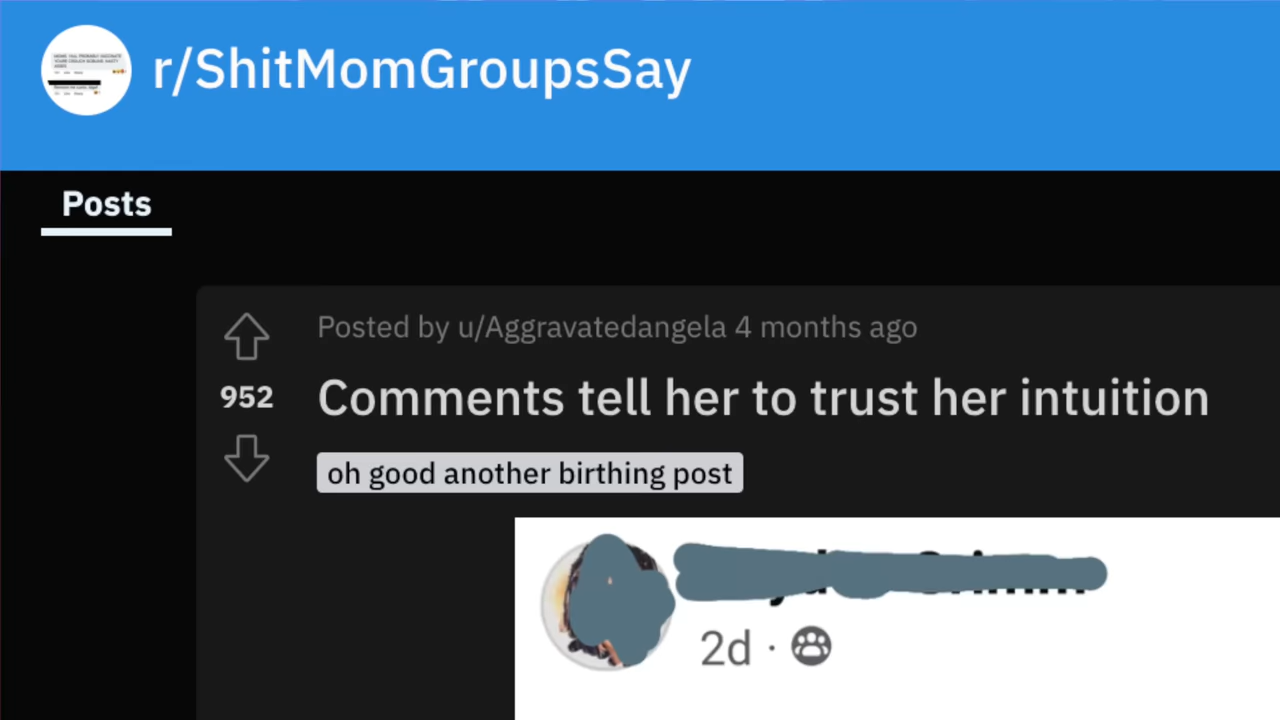 r/ShitMomGroupsSay
Posts
Posted by u/Aggravatedangela 4 months ago
952
Comments tell her to trust her intuition
oh good another birthing post
2d ·